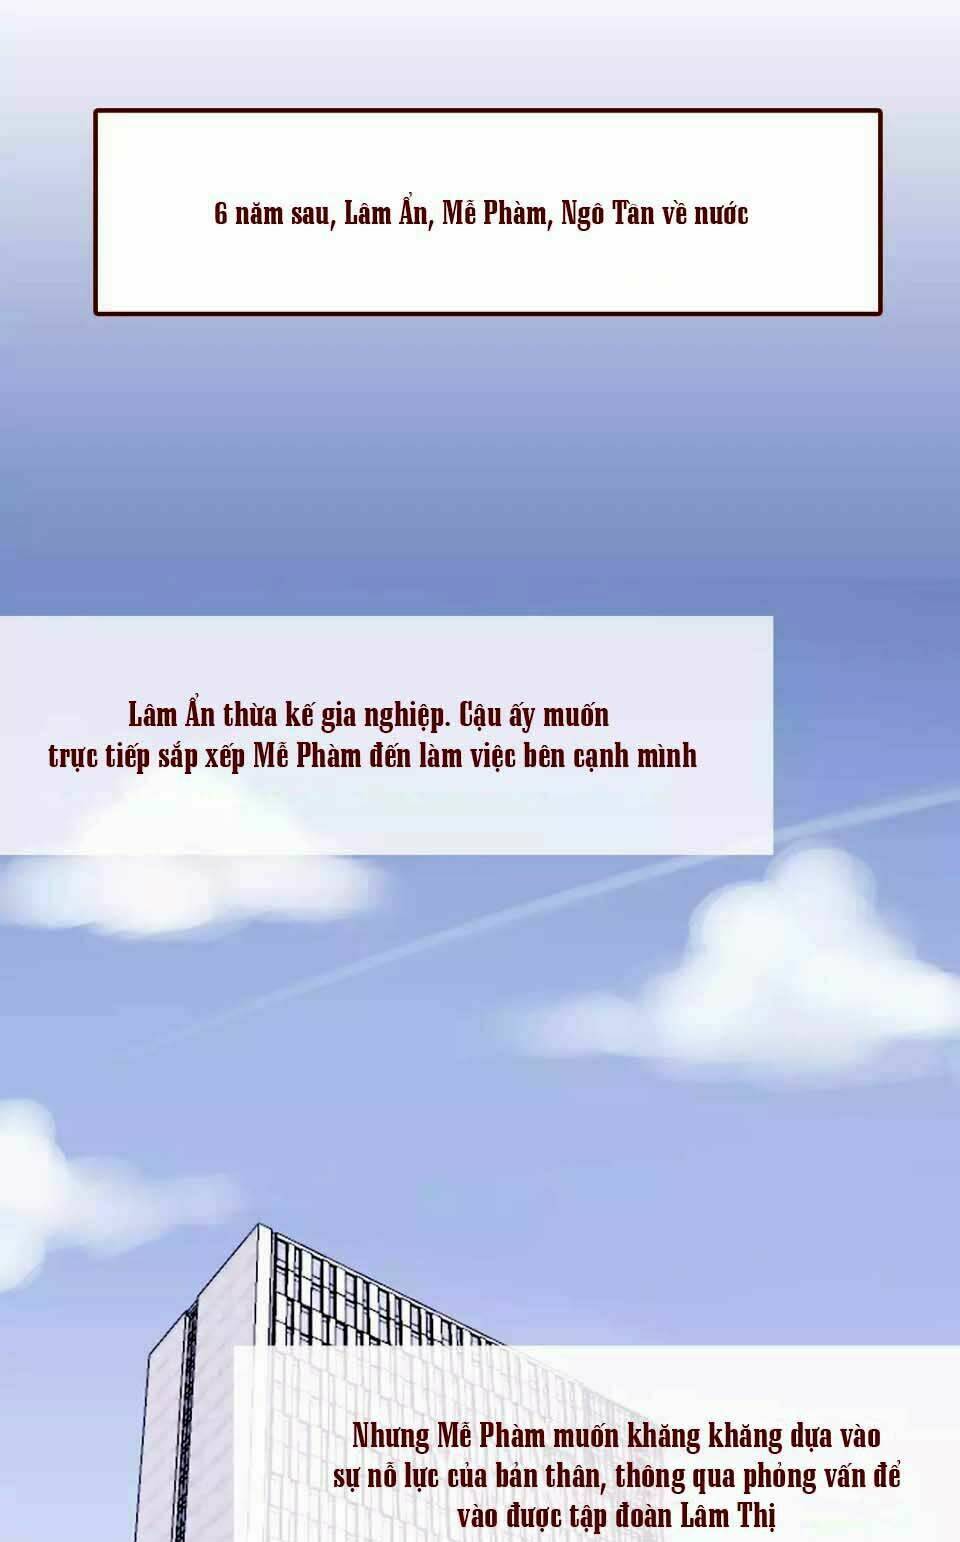 6 năm sau, Lâm Ẩn, Mễ Phàm, Ngô Tân về nước
Lâm Ẩn thừa kế gia nghiệp. Cậu ấy muốn
trực tiếp sắp xếp Mễ Phàm đến làm việc bên cạnh mình
Nhưng Mễ Phàm muốn khăng khăng dựa vào
sự nỗ lực của bản thân, thông qua phỏng vấn để
vào được tập đoàn Lâm Thị